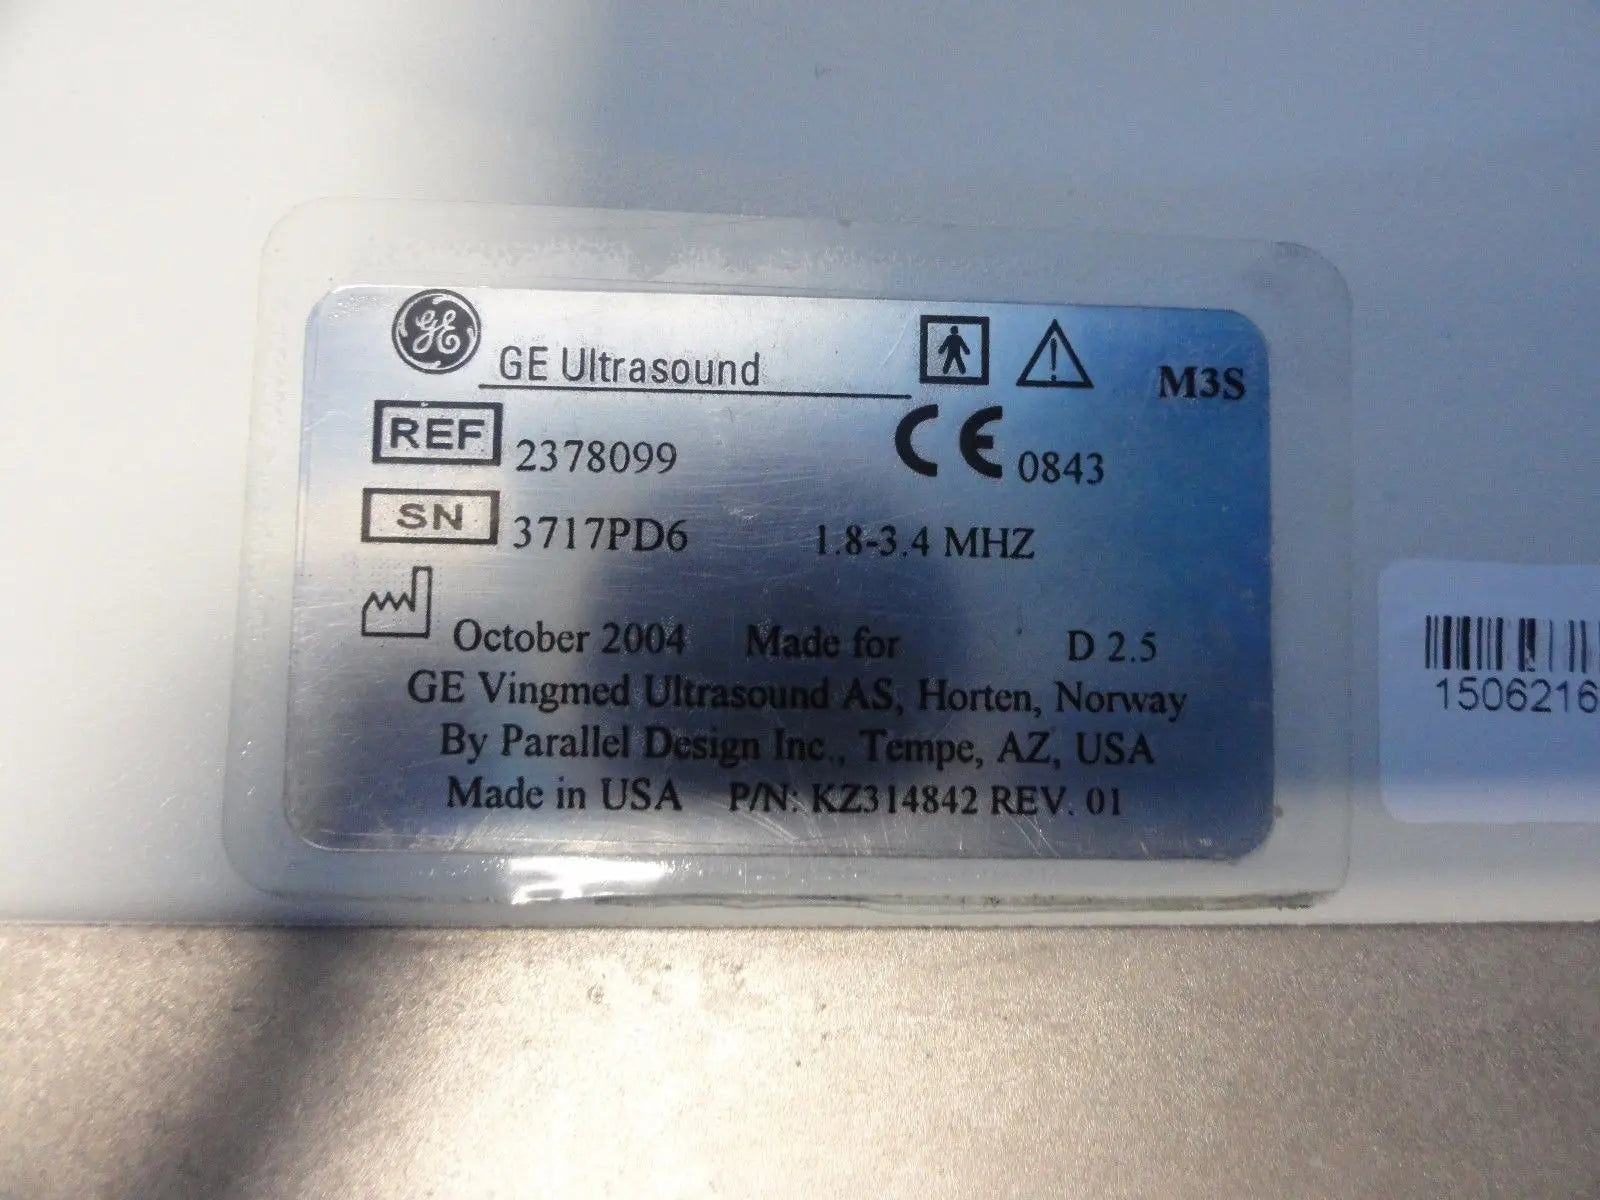 GE
GE Ultrasound
M3S
REF 2378099
CE 0843
SN 3717PD6 1.8-3.4 MHZ
October 2004 Made for D 2.5
GE Vingmed Ultrasound AS, Horten, Norway
By Parallel Design Inc., Tempe, AZ, USA
Made in USA P/N: KZ314842 REV. 01
1506216